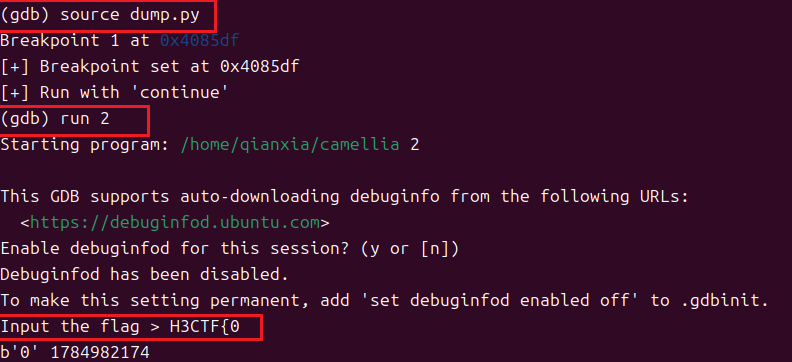 (gdb) source dump.py
Breakpoint 1 at 0x4085df
[+] Breakpoint set at 0x4085df
[+] Run with 'continue'
(gdb) run 2
Starting program: /home/qianxia/camellia 2
This GDB supports auto-downloading debuginfo from the following URLs:
<https://debuginfod.ubuntu.com>
Enable debuginfod for this session? (y or [n])
Debuginfod has been disabled.
To make this setting permanent, add 'set debuginfod enabled off' to .gdbinit.
Input the flag > H3CTF{0
b'0' 1784982174